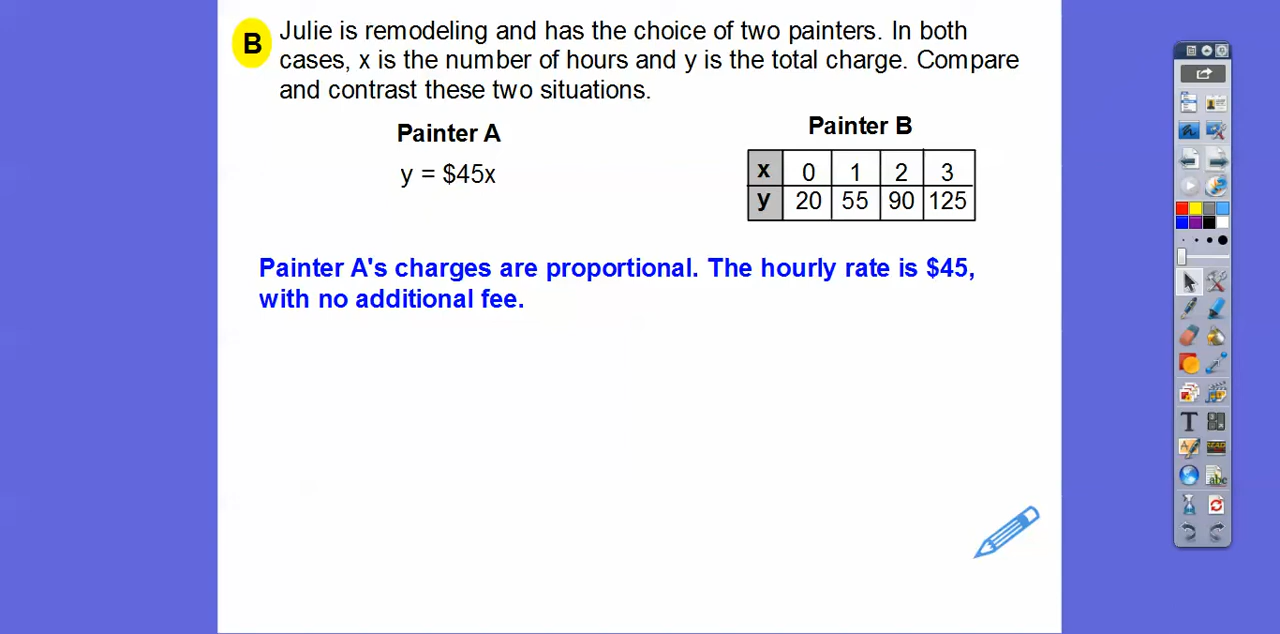 B
Julie is remodeling and has the choice of two painters. In both
cases, x is the number of hours and y is the total charge. Compare
and contrast these two situations.
Painter A
y = $45x
Painter B
x 0 1 2 3
y 20 55 90 125
Painter A's charges are proportional. The hourly rate is $45,
with no additional fee.